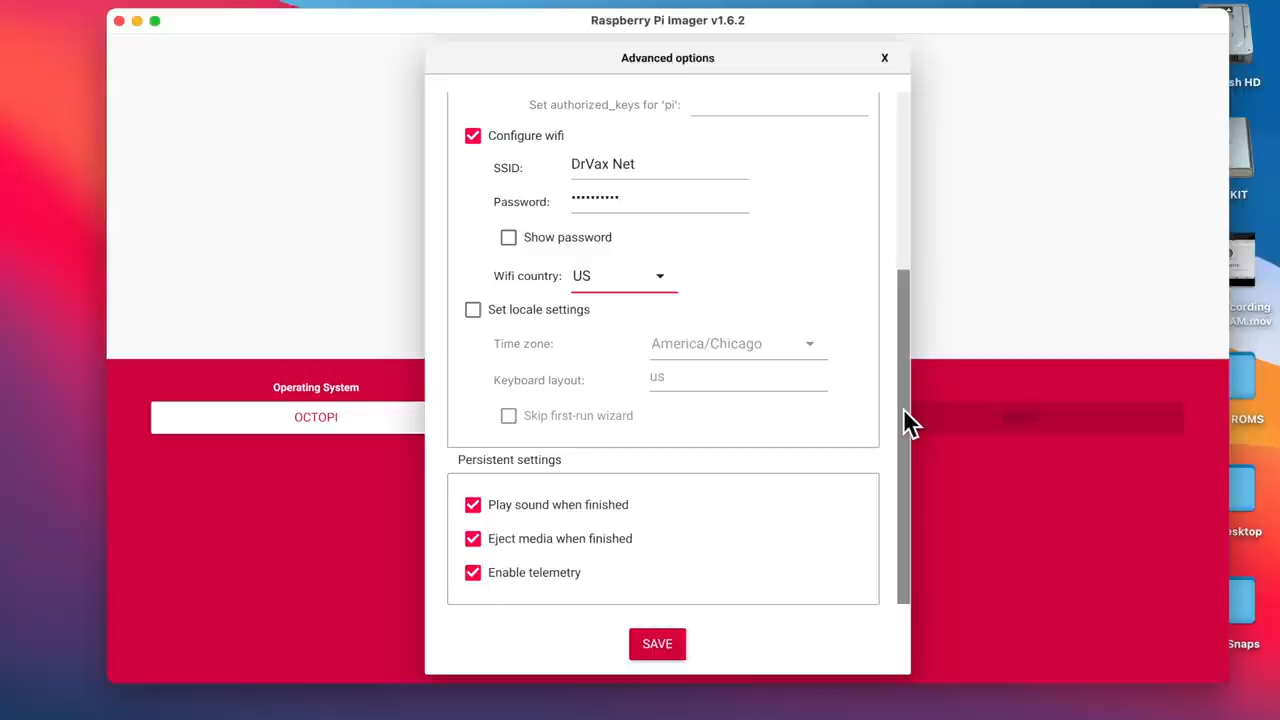 Raspberry Pi Imager v1.6.2
Advanced options
X
Set authorized_keys for 'pi':
Configure wifi
SSID: DrVax Net
Password: ••••••••••
Show password
Wifi country: US
Set locale settings
Time zone: America/Chicago
Keyboard layout: us
Skip first-run wizard
Persistent settings
Play sound when finished
Eject media when finished
Enable telemetry
SAVE
Operating System
OCTOPI
sh HD
KIT
cording
AM.mov
ROMS
sktop
Snaps